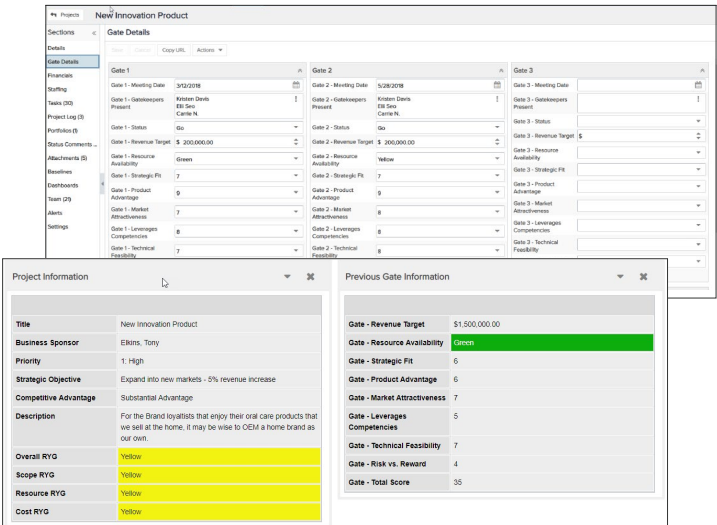 Projects New Innovation Product
Sections « Gate Details
Details
Copy URL Actions
Gate Details
Financials
Staffing
Tasks (30)
Project Log (3)
Portfolios (1)
Status Comments ...
Attachments (5)
Baselines
Dashboards
Team (21)
Alerts
Settings
Gate 1
Gate 1 - Meeting Date 3/12/2018
Gate 1 - Gatekeepers Present Kristen Davis
Elli Seo
Carrie N.
Gate 1 - Status Go
Gate 1 - Revenue Target $ 200,000.00
Gate 1 - Resource Availability Green
Gate 1 - Strategic Fit 7
Gate 1 - Product Advantage 9
Gate 1 - Market Attractiveness 7
Gate 1 - Leverages Competencies 8
Gate 1 - Technical Feasibility 7
Gate 2
Gate 2 - Meeting Date 5/28/2018
Gate 2 - Gatekeepers Present Kristen Davis
Elli Seo
Carrie N.
Gate 2 - Status Go
Gate 2 - Revenue Target $ 200,000.00
Gate 2 - Resource Availability Yellow
Gate 2 - Strategic Fit 7
Gate 2 - Product Advantage 9
Gate 2 - Market Attractiveness 8
Gate 2 - Leverages Competencies 8
Gate 2 - Technical Feasibility 8
Gate 3
Gate 3 - Meeting Date
Gate 3 - Gatekeepers Present
Gate 3 - Status
Gate 3 - Revenue Target $
Gate 3 - Resource Availability
Gate 3 - Strategic Fit
Gate 3 - Product Advantage
Gate 3 - Market Attractiveness
Gate 3 - Leverages Competencies
Gate 3 - Technical Feasibility
Project Information
Title New Innovation Product
Business Sponsor Elkins, Tony
Priority 1: High
Strategic Objective Expand into new markets - 5% revenue increase
Competitive Advantage Substantial Advantage
Description For the Brand loyaltists that enjoy their oral care products that
we sell at the home, it may be wise to OEM a home brand as
our own.
Overall RYG Yellow
Scope RYG Yellow
Resource RYG Yellow
Cost RYG Yellow
Previous Gate Information
Gate - Revenue Target $1,500,000.00
Gate - Resource Availability Green
Gate - Strategic Fit 6
Gate - Product Advantage 6
Gate - Market Attractiveness 7
Gate - Leverages Competencies 5
Gate - Technical Feasibility 7
Gate - Risk vs. Reward 4
Gate - Total Score 35